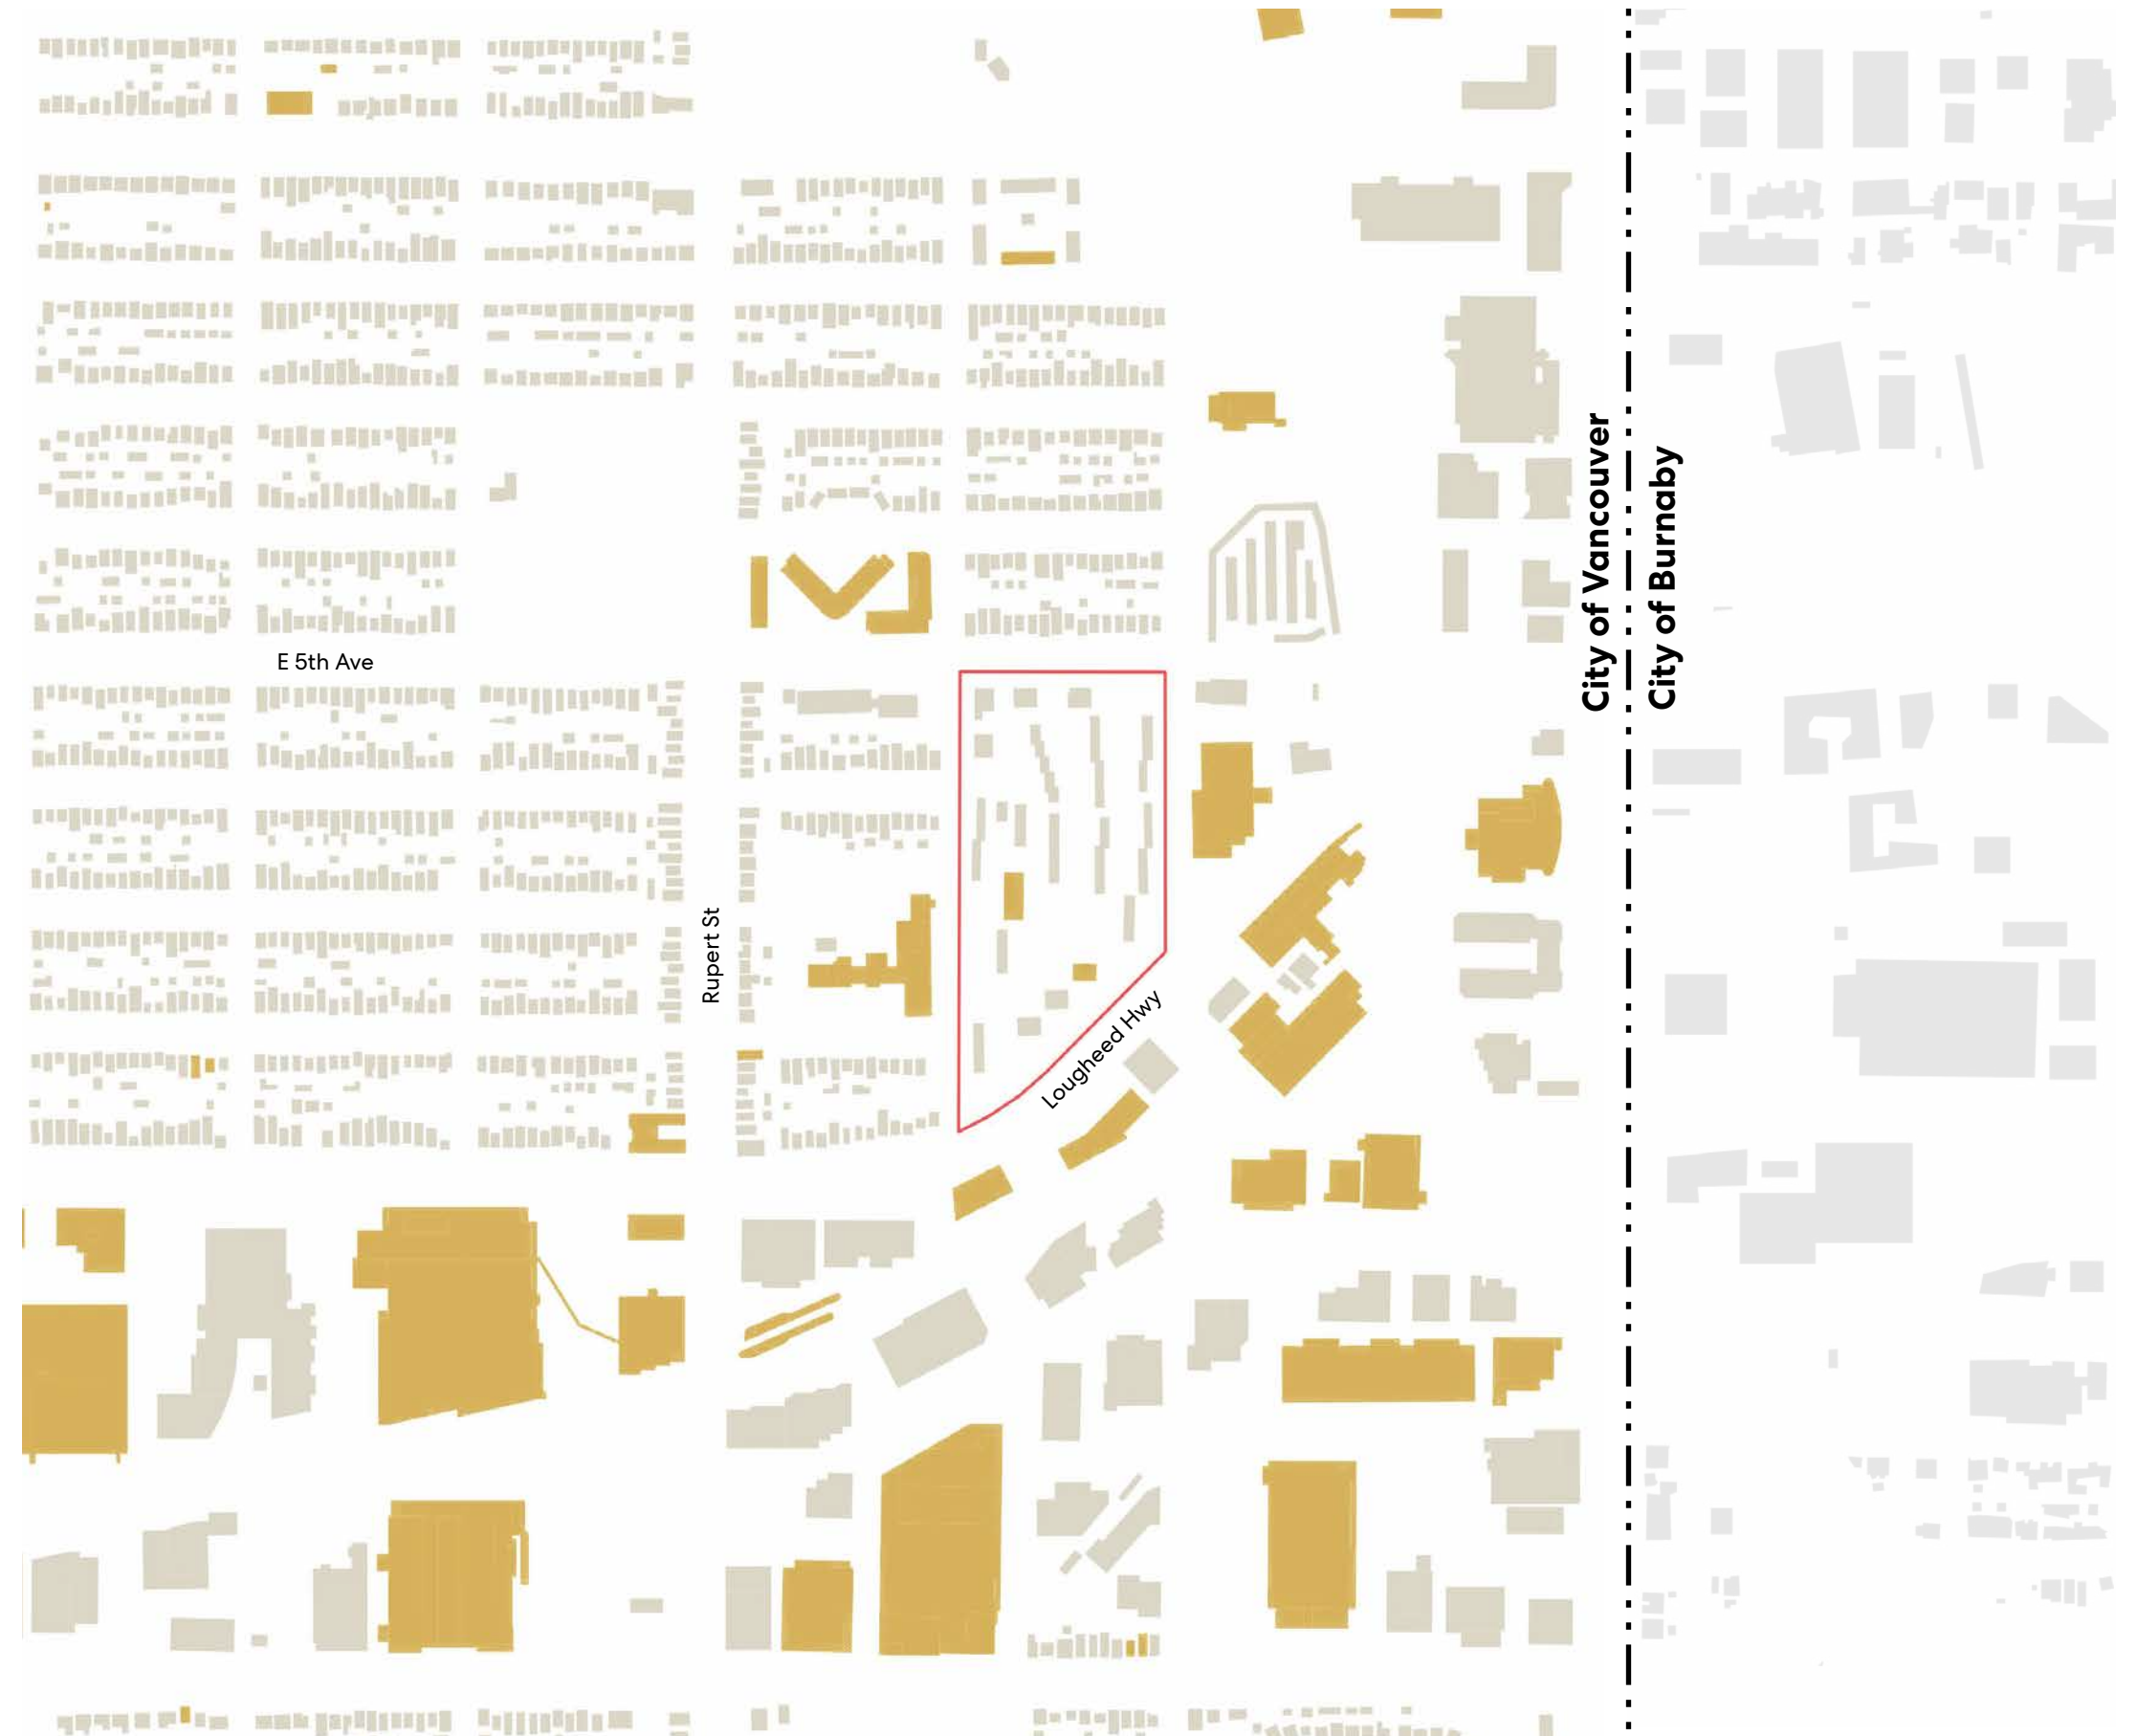 City of Vancouver
City of Burnaby
E 5th Ave
Rupert St
Lougheed Hwy